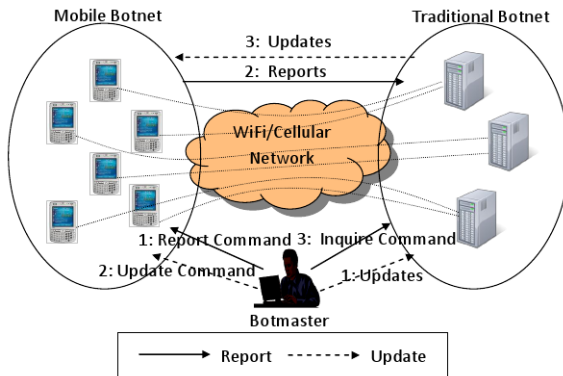 Mobile Botnet
Traditional Botnet
3: Updates
2: Reports
WiFi/Cellular
Network
1: Report Command
3: Inquire Command
2: Update Command
1: Updates
Botmaster
Report
Update